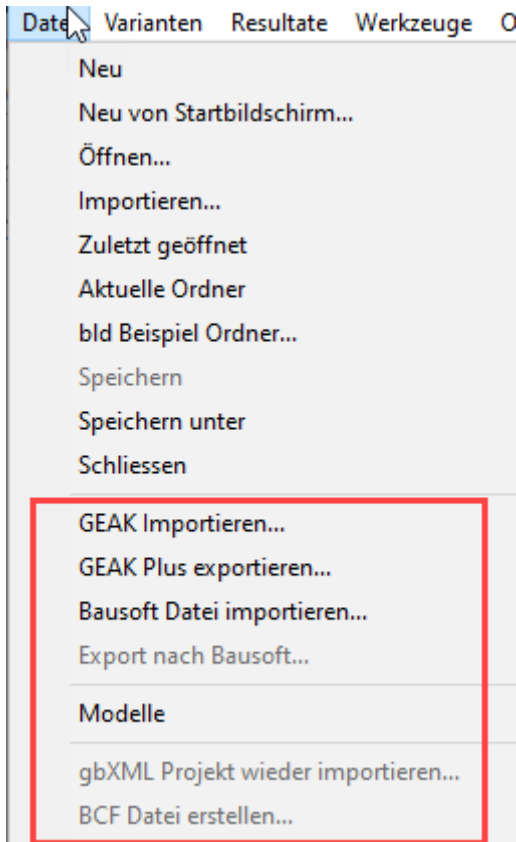 Date Varianten Resultate Werkzeuge O
Neu
Neu von Startbildschirm...
Öffnen...
Importieren...
Zuletzt geöffnet
Aktuelle Ordner
bld Beispiel Ordner...
Speichern
Speichern unter
Schliessen
GEAK Importieren...
GEAK Plus exportieren...
Bausoft Datei importieren...
Export nach Bausoft...
Modelle
gbXML Projekt wieder importieren...
BCF Datei erstellen...